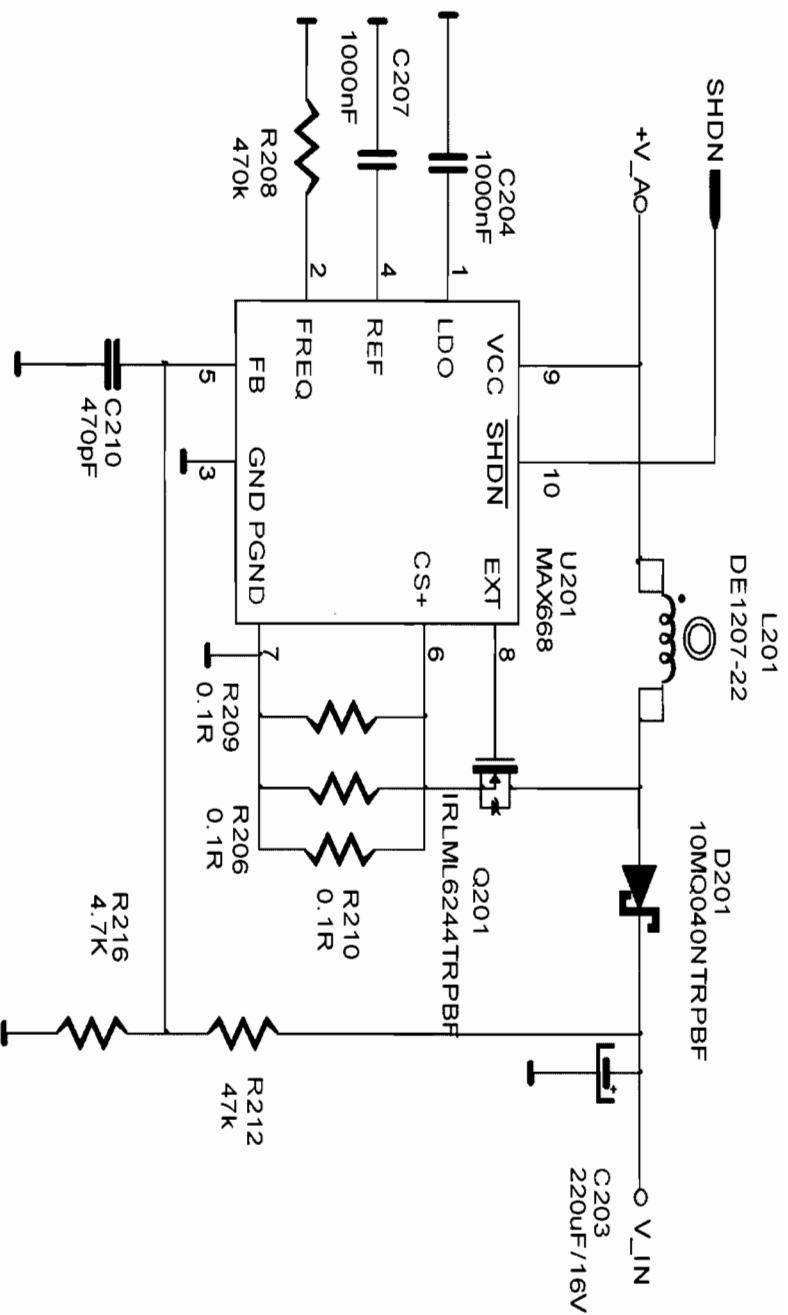 SHDN
+V_A
L201
DE1207-22
D201
10MQ040NTRPBF
V_IN
C203
220uF/16V
C204
1000nF
C207
1000nF
R208
470k
1
4
2
9
10
8
6
7
3
5
VCC
SHDN
EXT
LDO
REF
FREQ
CS+
FB
GND
PGND
U201
MAX668
Q201
IRLML6244TRPBF
R209
0.1R
R206
0.1R
R210
0.1R
C210
470pF
R216
4.7K
R212
47k
+